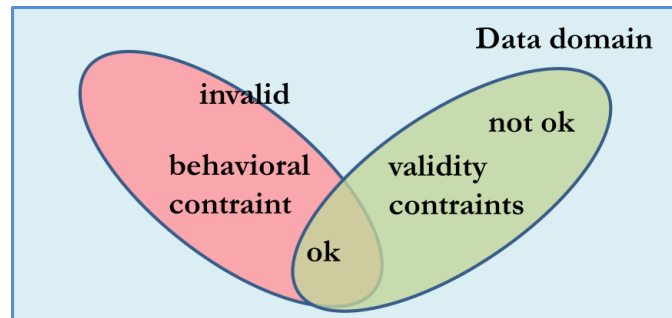 Data domain
invalid
not ok
behavioral
contraint
validity
contraints
ok